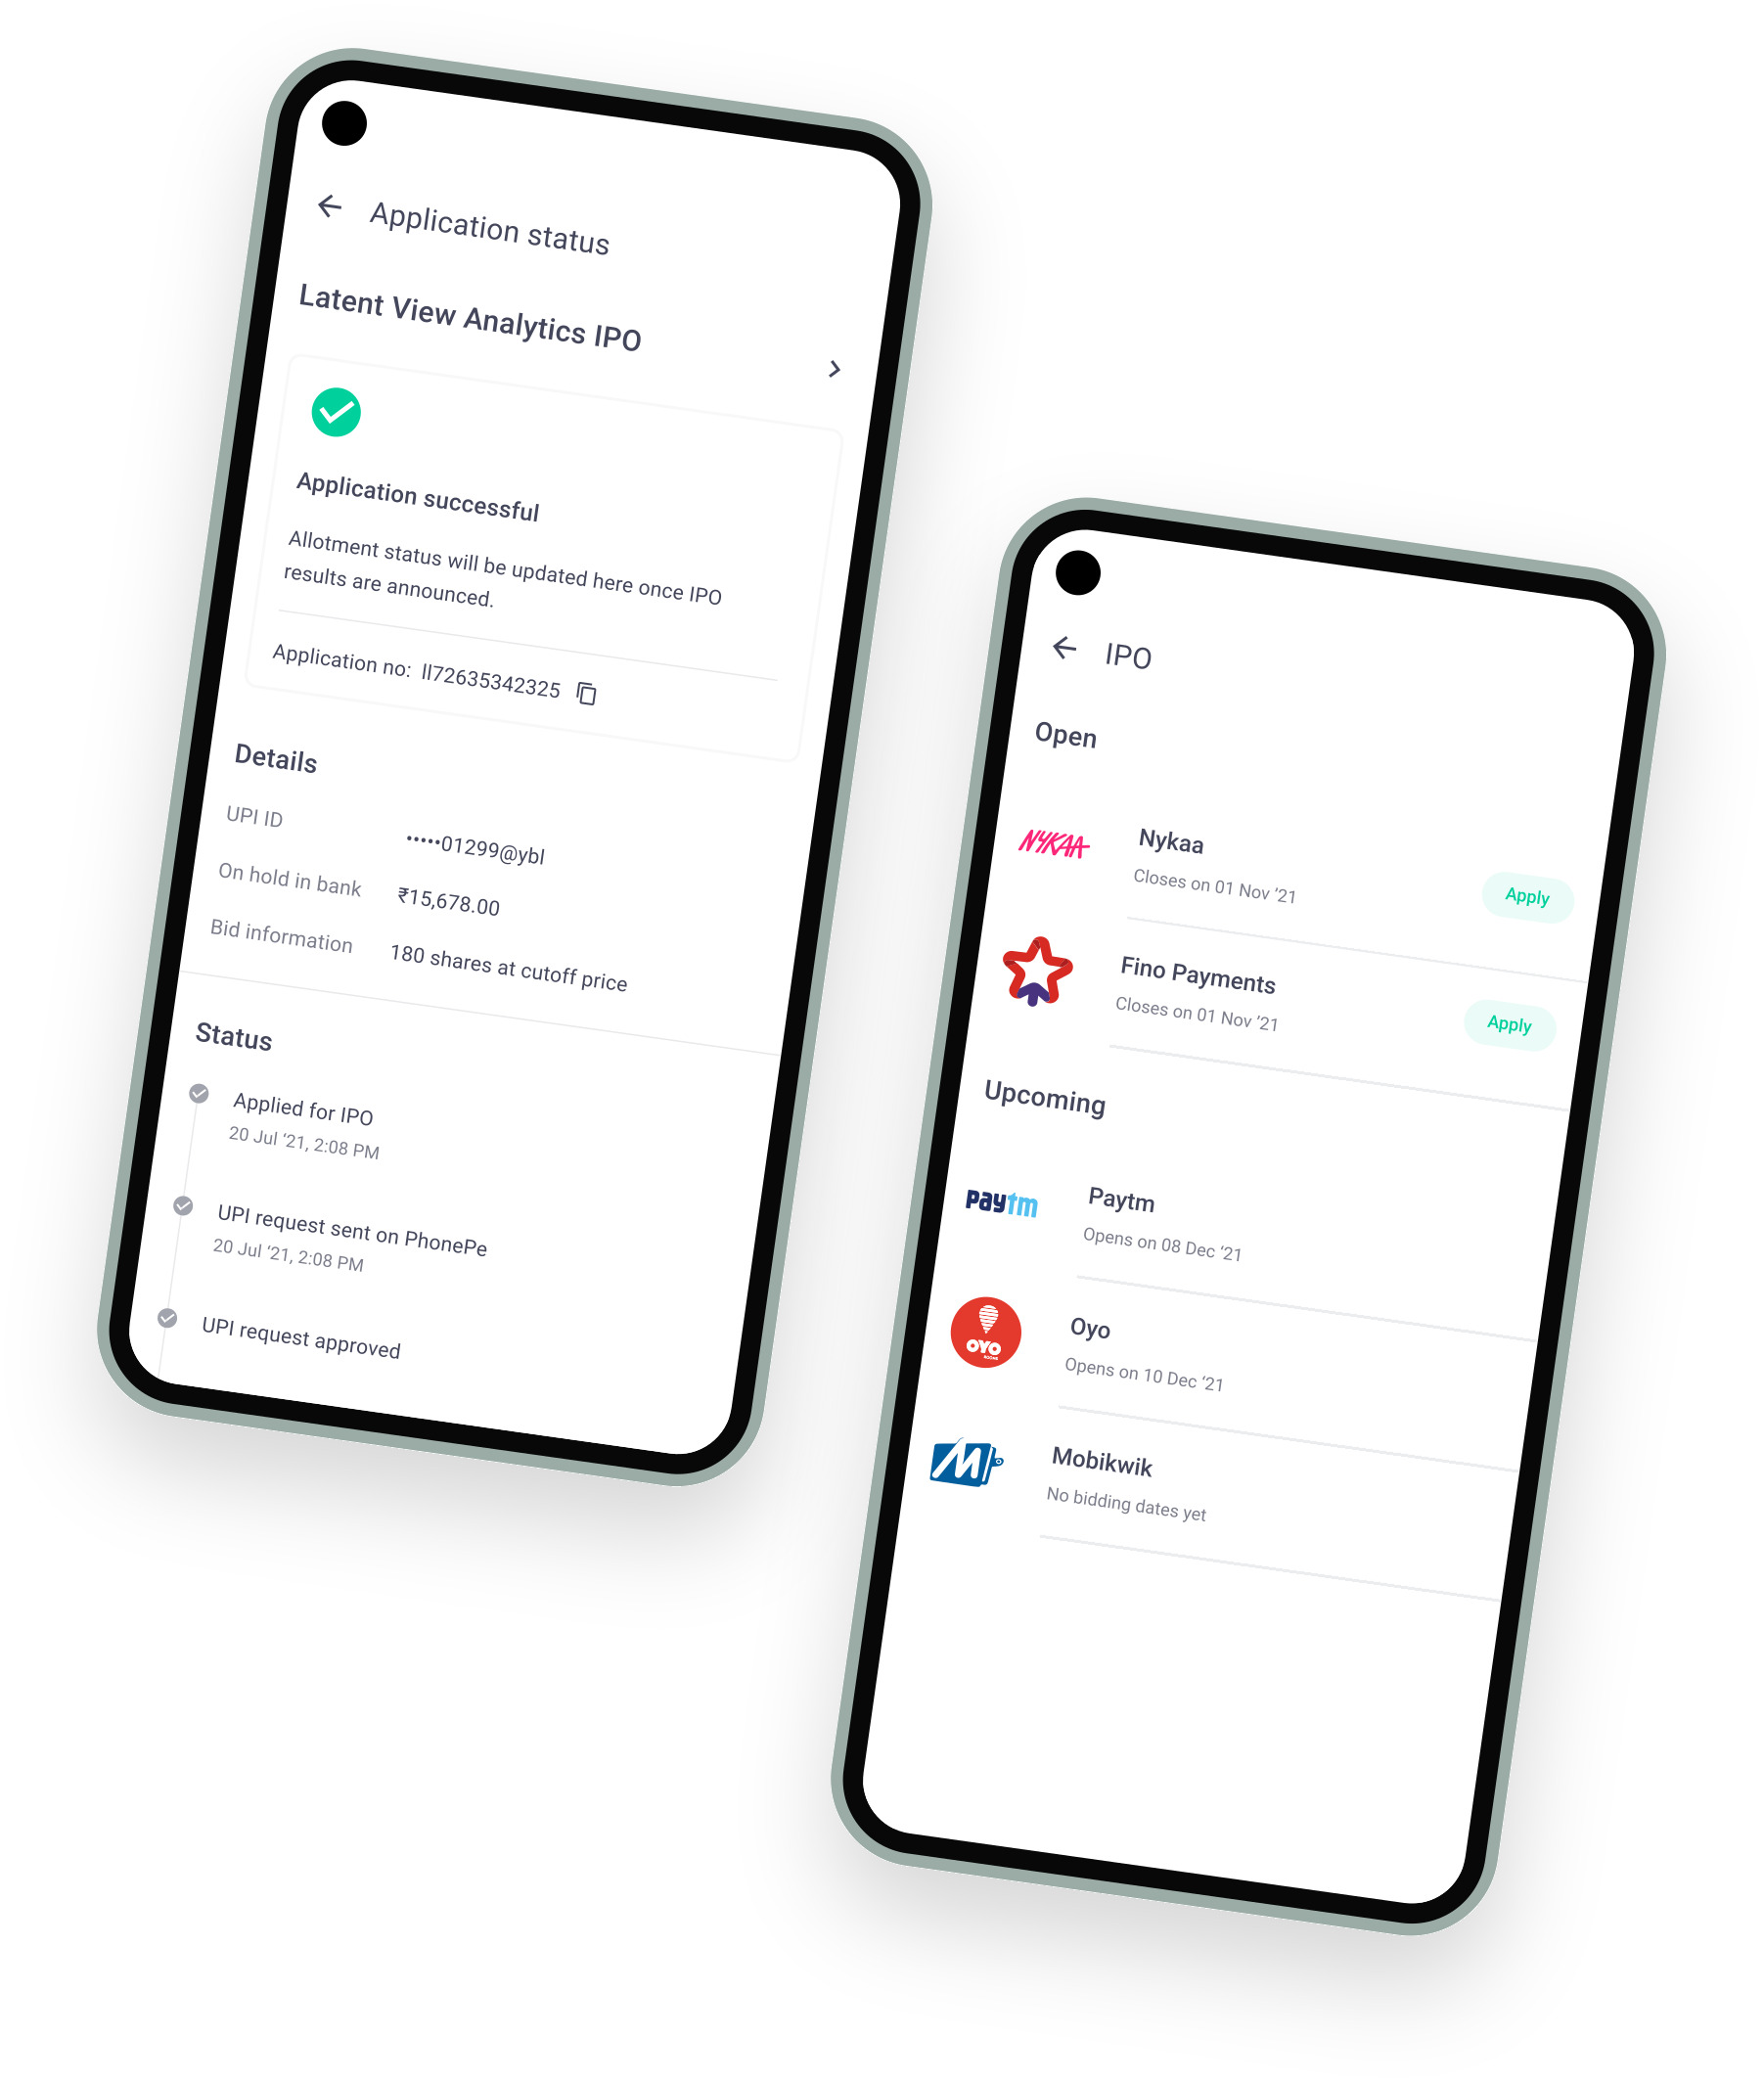 Application status
Latent View Analytics IPO
Application successful
Allotment status will be updated here once IPO
results are announced.
Application no: ll72635342325
Details
UPI ID •••••01299@ybl
On hold in bank ₹15,678.00
Bid information 180 shares at cutoff price
Status
Applied for IPO
20 Jul ‘21, 2:08 PM
UPI request sent on PhonePe
20 Jul ‘21, 2:08 PM
UPI request approved
IPO
Open
NYKAA
Nykaa
Closes on 01 Nov ’21
Apply
Fino Payments
Closes on 01 Nov ’21
Apply
Upcoming
paytm
Paytm
Opens on 08 Dec ‘21
OYO
ROOMS
Oyo
Opens on 10 Dec ‘21
M
Mobikwik
No bidding dates yet